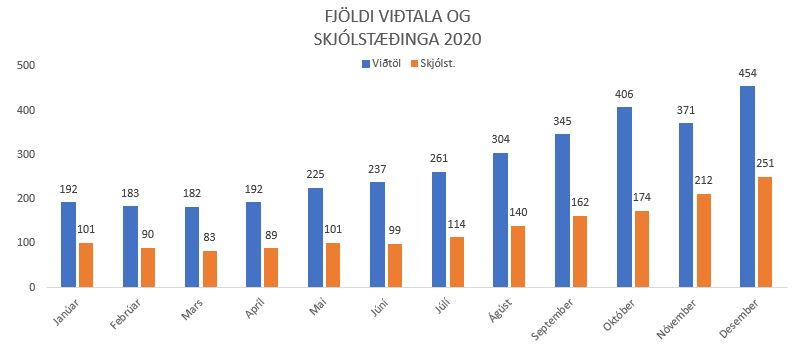 FJÖLDI VIÐTALA OG
SKJÓLSTÆÐINGA 2020
Viðtöl Skjólst.
500
400
300
200
100
0
192 183 182 192 225 237 261 304 345 406 371 454
101 90 83 89 101 99 114 140 162 174 212 251
Janúar Febrúar Mars Apríl Maí Júní Júlí Ágúst September Október Nóvember Desember